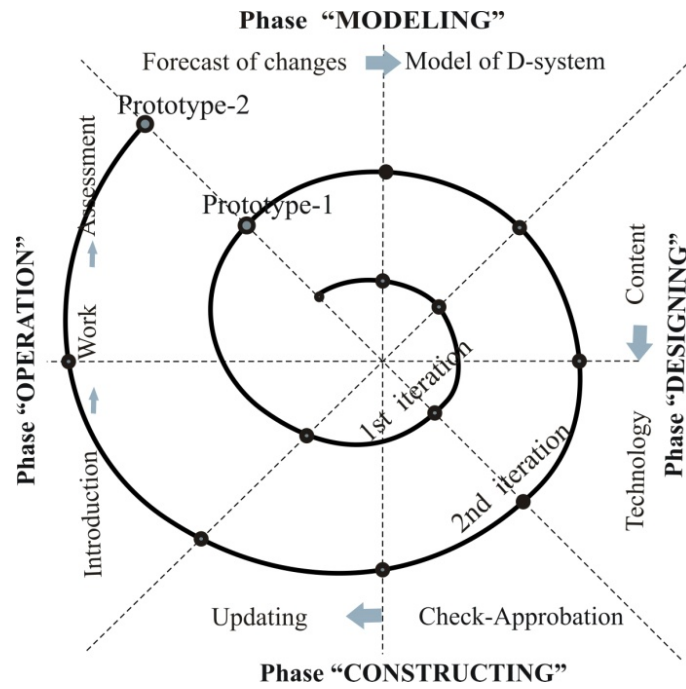 Phase “MODELING”
Forecast of changes
Model of D-system
Prototype-2
Prototype-1
Assessment
Work
Introduction
Phase “OPERATION”
Content
Technology
Phase “DESIGNING”
1st iteration
2nd iteration
Updating
Check-Approbation
Phase “CONSTRUCTING”